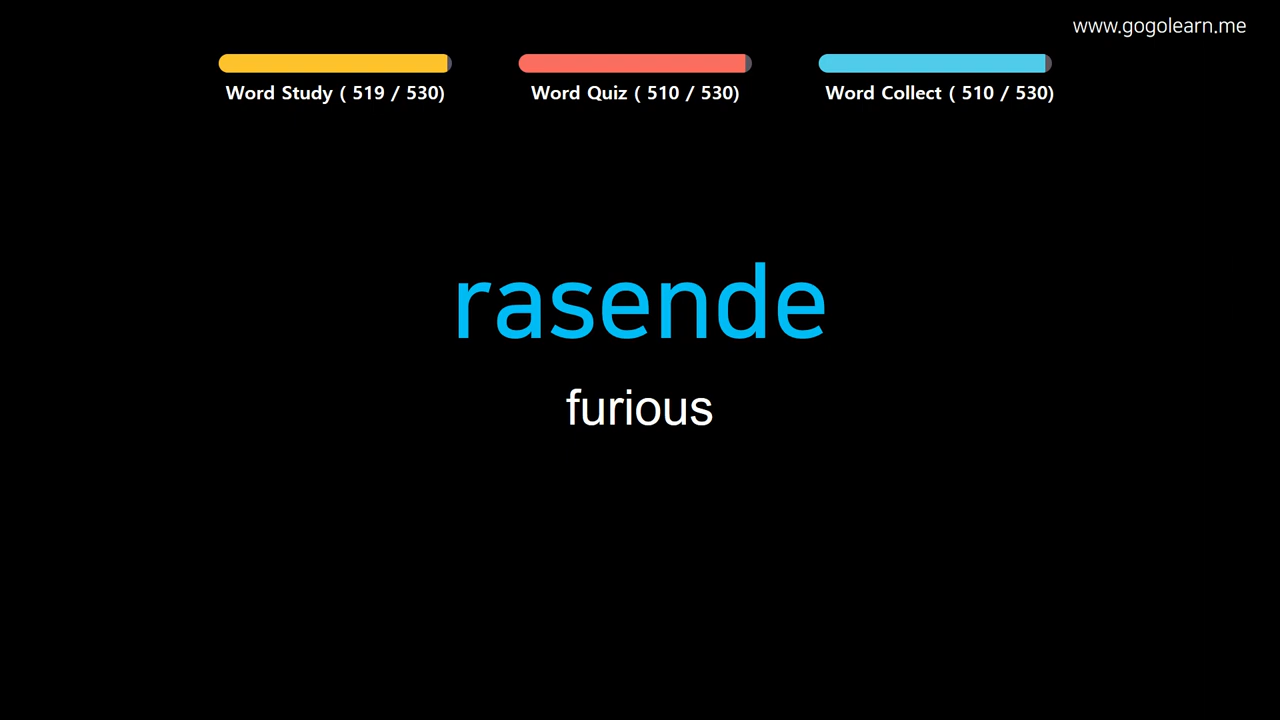 www.gogolearn.me
Word Study ( 519 / 530)
Word Quiz ( 510 / 530)
Word Collect ( 510 / 530)
rasende
furious